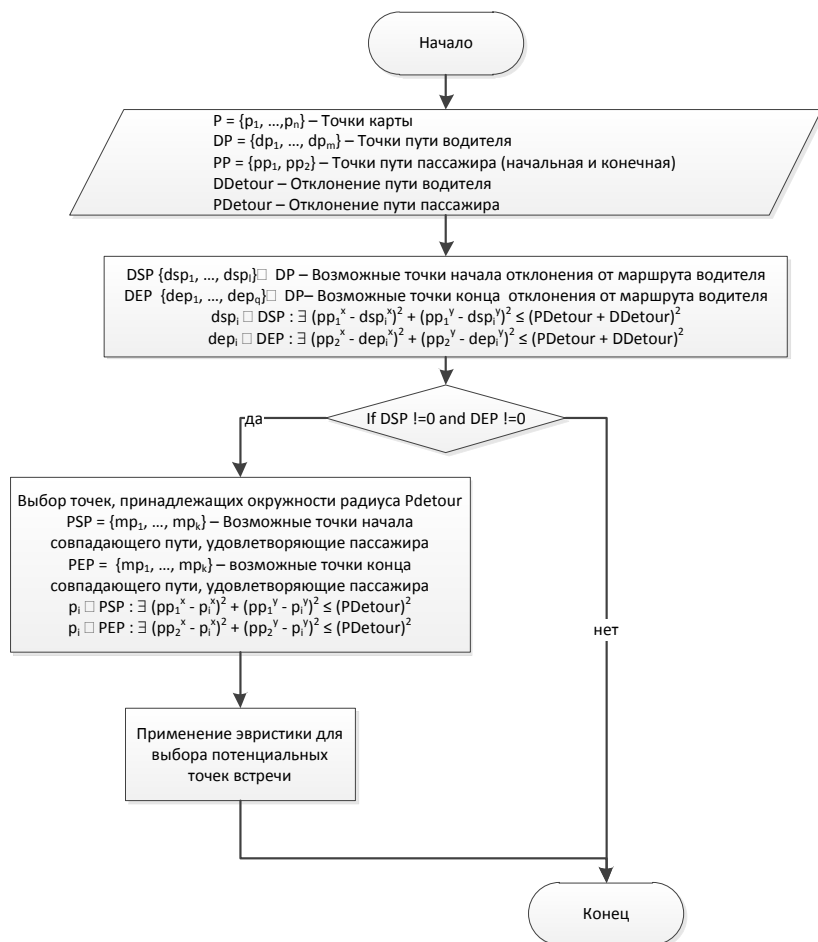 Начало
P = {p₁, ...,pₙ} – Точки карты
DP = {dp₁, ..., dpₘ} – Точки пути водителя
PP = {pp₁, pp₂} – Точки пути пассажира (начальная и конечная)
DDetour – Отклонение пути водителя
PDetour – Отклонение пути пассажира
DSP {dsp₁, ..., dspₗ}□ DP – Возможные точки начала отклонения от маршрута водителя
DEP {dep₁, ..., dep_q}□ DP– Возможные точки конца отклонения от маршрута водителя
dspᵢ □ DSP : ∃ (pp₁ˣ - dspᵢˣ)² + (pp₁ʸ - dspᵢʸ)² ≤ (PDetour + DDetour)²
depᵢ □ DEP : ∃ (pp₂ˣ - depᵢˣ)² + (pp₂ʸ - depᵢʸ)² ≤ (PDetour + DDetour)²
If DSP !=0 and DEP !=0
да
Выбор точек, принадлежащих окружности радиуса Pdetour
PSP = {mp₁, ..., mpₖ} – Возможные точки начала
совпадающего пути, удовлетворяющие пассажира
PEP = {mp₁, ..., mpₖ} – возможные точки конца
совпадающего пути, удовлетворяющие пассажира
pᵢ □ PSP : ∃ (pp₁ˣ - pᵢˣ)² + (pp₁ʸ - pᵢʸ)² ≤ (PDetour)²
pᵢ □ PEP : ∃ (pp₂ˣ - pᵢˣ)² + (pp₂ʸ - pᵢʸ)² ≤ (PDetour)²
нет
Применение эвристики для
выбора потенциальных
точек встречи
Конец